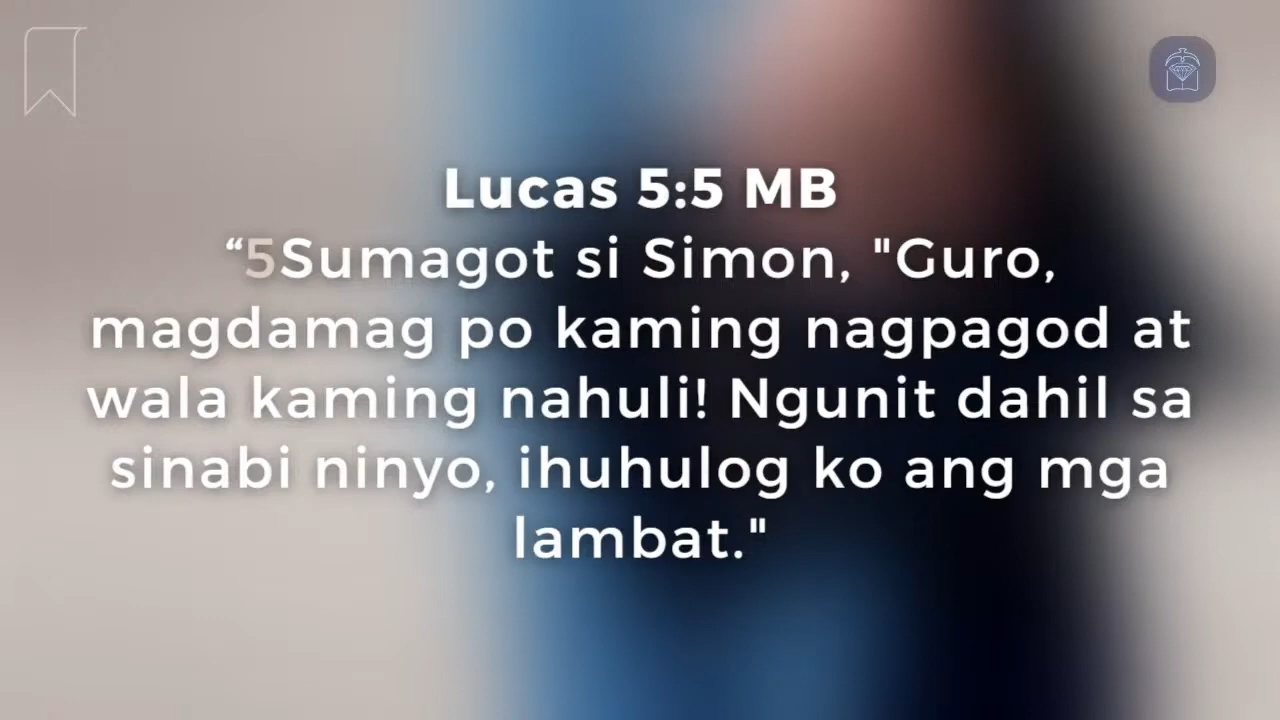 Lucas 5:5 MB
“5Sumagot si Simon, "Guro,
magdamag po kaming nagpagod at
wala kaming nahuli! Ngunit dahil sa
sinabi ninyo, ihuhulog ko ang mga
lambat."